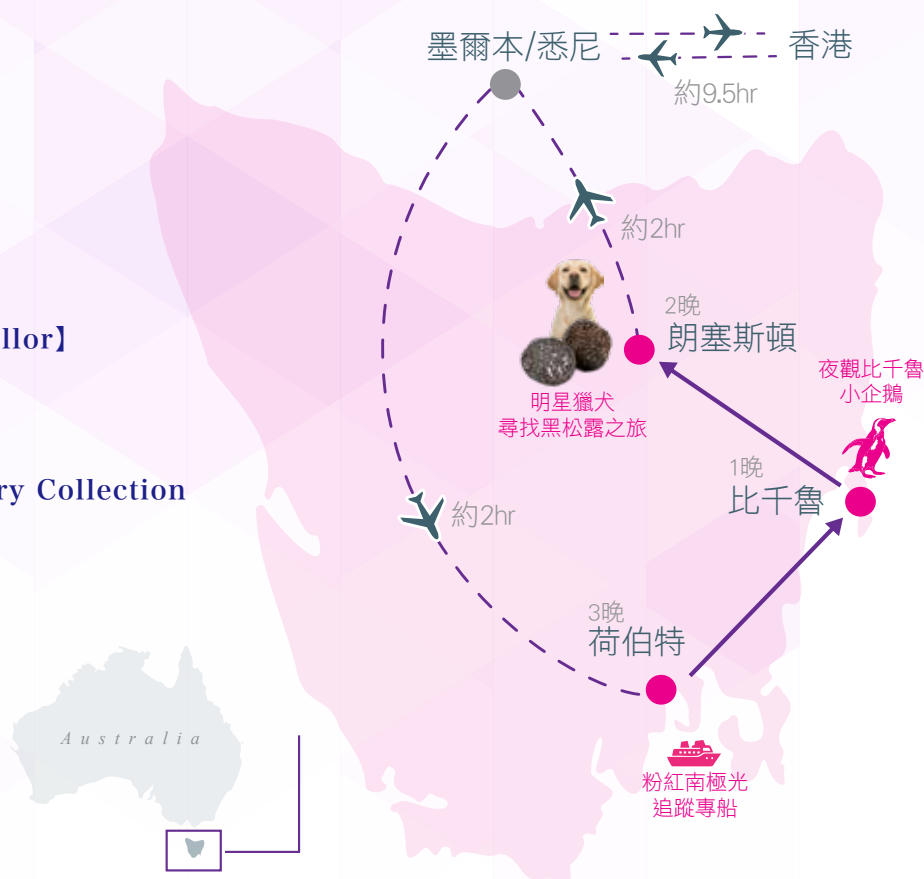 墨爾本/悉尼
香港
約9.5hr
約2hr
llor】
2晚
朗塞斯頓
夜觀比千魯
小企鵝
明星獵犬
尋找黑松露之旅
1晚
比千魯
ry Collection
約2hr
3晚
荷伯特
Australia
粉紅南極光
追蹤專船